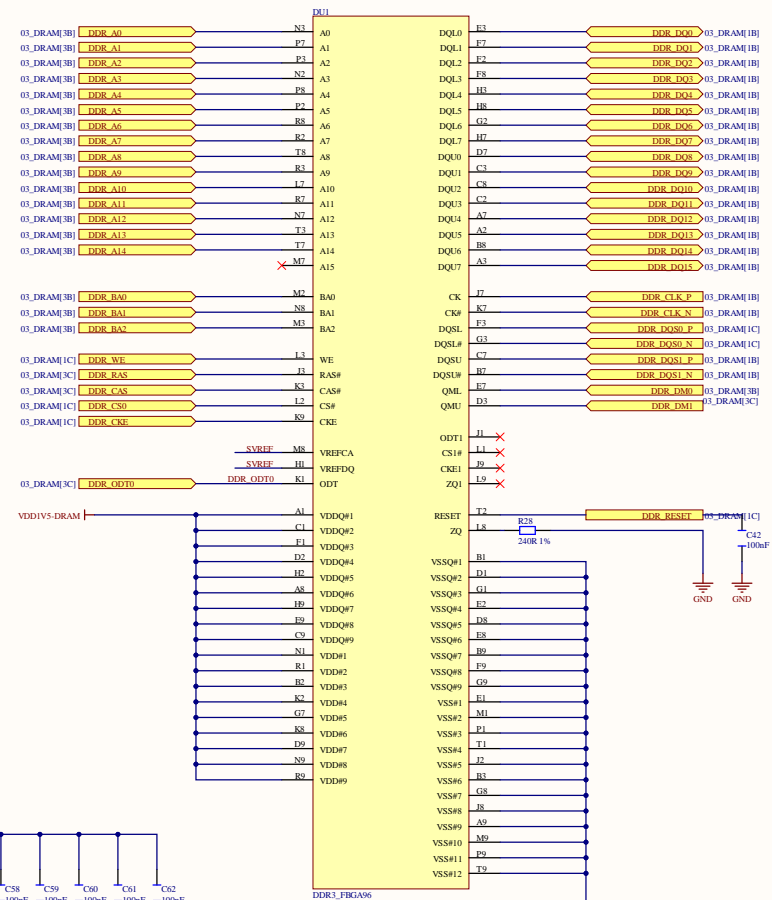 DU1
03_DRAM[3B] DDR_A0 N3 A0 DQL0 E3 DDR_DQ0 03_DRAM[1B]
03_DRAM[3B] DDR_A1 P7 A1 DQL1 F7 DDR_DQ1 03_DRAM[1B]
03_DRAM[3B] DDR_A2 P3 A2 DQL2 F2 DDR_DQ2 03_DRAM[1B]
03_DRAM[3B] DDR_A3 N2 A3 DQL3 F8 DDR_DQ3 03_DRAM[1B]
03_DRAM[3B] DDR_A4 P8 A4 DQL4 H3 DDR_DQ4 03_DRAM[1B]
03_DRAM[3B] DDR_A5 P2 A5 DQL5 H8 DDR_DQ5 03_DRAM[1B]
03_DRAM[3B] DDR_A6 R8 A6 DQL6 G2 DDR_DQ6 03_DRAM[1B]
03_DRAM[3B] DDR_A7 R2 A7 DQL7 H7 DDR_DQ7 03_DRAM[1B]
03_DRAM[3B] DDR_A8 T8 A8 DQU0 D7 DDR_DQ8 03_DRAM[1B]
03_DRAM[3B] DDR_A9 R3 A9 DQU1 C3 DDR_DQ9 03_DRAM[1B]
03_DRAM[3B] DDR_A10 L7 A10 DQU2 C8 DDR_DQ10 03_DRAM[1B]
03_DRAM[3B] DDR_A11 R7 A11 DQU3 C2 DDR_DQ11 03_DRAM[1B]
03_DRAM[3B] DDR_A12 N7 A12 DQU4 A7 DDR_DQ12 03_DRAM[1B]
03_DRAM[3B] DDR_A13 T3 A13 DQU5 A2 DDR_DQ13 03_DRAM[1B]
03_DRAM[3B] DDR_A14 T7 A14 DQU6 B8 DDR_DQ14 03_DRAM[1B]
M7 A15 DQU7 A3 DDR_DQ15 03_DRAM[1B]
03_DRAM[3B] DDR_BA0 M2 BA0 CK J7 DDR_CLK_P 03_DRAM[1B]
03_DRAM[3B] DDR_BA1 N8 BA1 CK# K7 DDR_CLK_N 03_DRAM[1B]
03_DRAM[3B] DDR_BA2 M3 BA2 DQSL F3 DDR_DQS0_P 03_DRAM[1C]
DQSL# G3 DDR_DQS0_N 03_DRAM[1C]
03_DRAM[1C] DDR_WE L3 WE DQSU C7 DDR_DQS1_P 03_DRAM[1B]
03_DRAM[3C] DDR_RAS J3 RAS# DQSU# B7 DDR_DQS1_N 03_DRAM[1B]
03_DRAM[3C] DDR_CAS K3 CAS# QML E7 DDR_DM0 03_DRAM[3B]
03_DRAM[1C] DDR_CS0 L2 CS# QMU D3 DDR_DM1 03_DRAM[3C]
03_DRAM[1C] DDR_CKE K9 CKE
ODT1 J1
SVREF M8 VREFCA CS1# L1
SVREF H1 VREFDQ CKE1 J9
03_DRAM[3C] DDR_ODT0 DDR_ODT0 K1 ODT ZQ1 L9
VDD1V5-DRAM A1 VDDQ#1 RESET T2 DDR_RESET 03_DRAM[1C]
C1 VDDQ#2 ZQ L8 R28 240R 1% C42 100nF
F1 VDDQ#3
D2 VDDQ#4 VSSQ#1 B1
H2 VDDQ#5 VSSQ#2 D1
A8 VDDQ#6 VSSQ#3 G1 GND GND
H9 VDDQ#7 VSSQ#4 E2
E9 VDDQ#8 VSSQ#5 D8
C9 VDDQ#9 VSSQ#6 E8
N1 VDD#1 VSSQ#7 B9
R1 VDD#2 VSSQ#8 F9
B2 VDD#3 VSSQ#9 G9
K2 VDD#4 VSS#1 E1
G7 VDD#5 VSS#2 M1
K8 VDD#6 VSS#3 P1
D9 VDD#7 VSS#4 T1
N9 VDD#8 VSS#5 J2
R9 VDD#9 VSS#6 B3
VSS#7 G8
VSS#8 J8
VSS#9 A9
VSS#10 M9
VSS#11 P9
VSS#12 T9
C58 C59 C60 C61 C62
100nF 100nF 100nF 100nF 100nF
DDR3_FBGA96